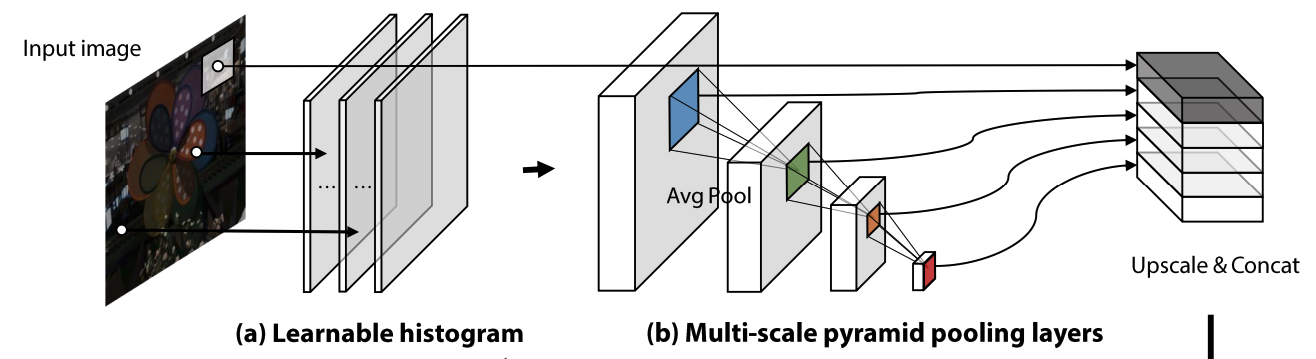 Input image
... ...
Avg Pool
Upscale & Concat
(a) Learnable histogram
(b) Multi-scale pyramid pooling layers